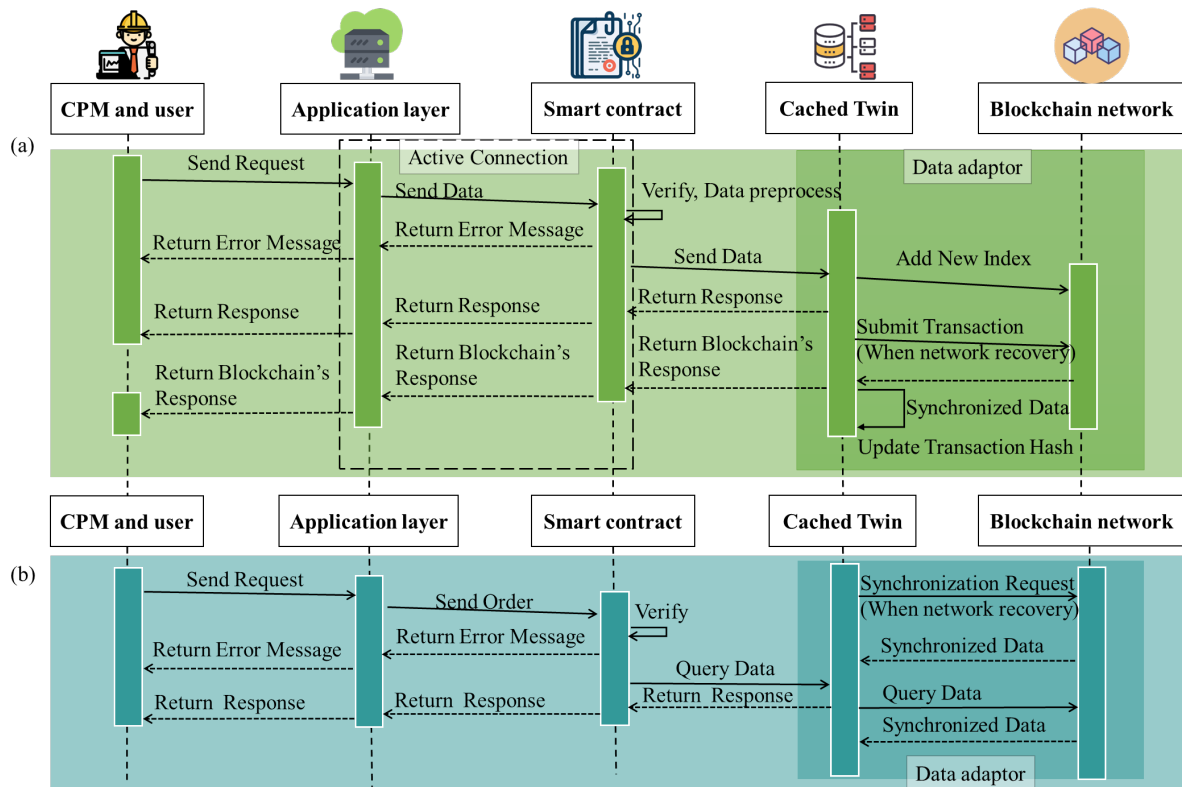 CPM and user
Application layer
Smart contract
Cached Twin
Blockchain network
(a)
Active Connection
Data adaptor
Send Request
Send Data
Verify, Data preprocess
Return Error Message
Return Error Message
Send Data
Add New Index
Return Response
Return Response
Return Response
Submit Transaction
(When network recovery)
Return Blockchain's
Response
Return Blockchain's
Response
Return Blockchain's
Response
Synchronized Data
Update Transaction Hash
CPM and user
Application layer
Smart contract
Cached Twin
Blockchain network
(b)
Send Request
Send Order
Verify
Synchronization Request
(When network recovery)
Return Error Message
Return Error Message
Synchronized Data
Query Data
Return Response
Return Response
Return Response
Query Data
Synchronized Data
Data adaptor